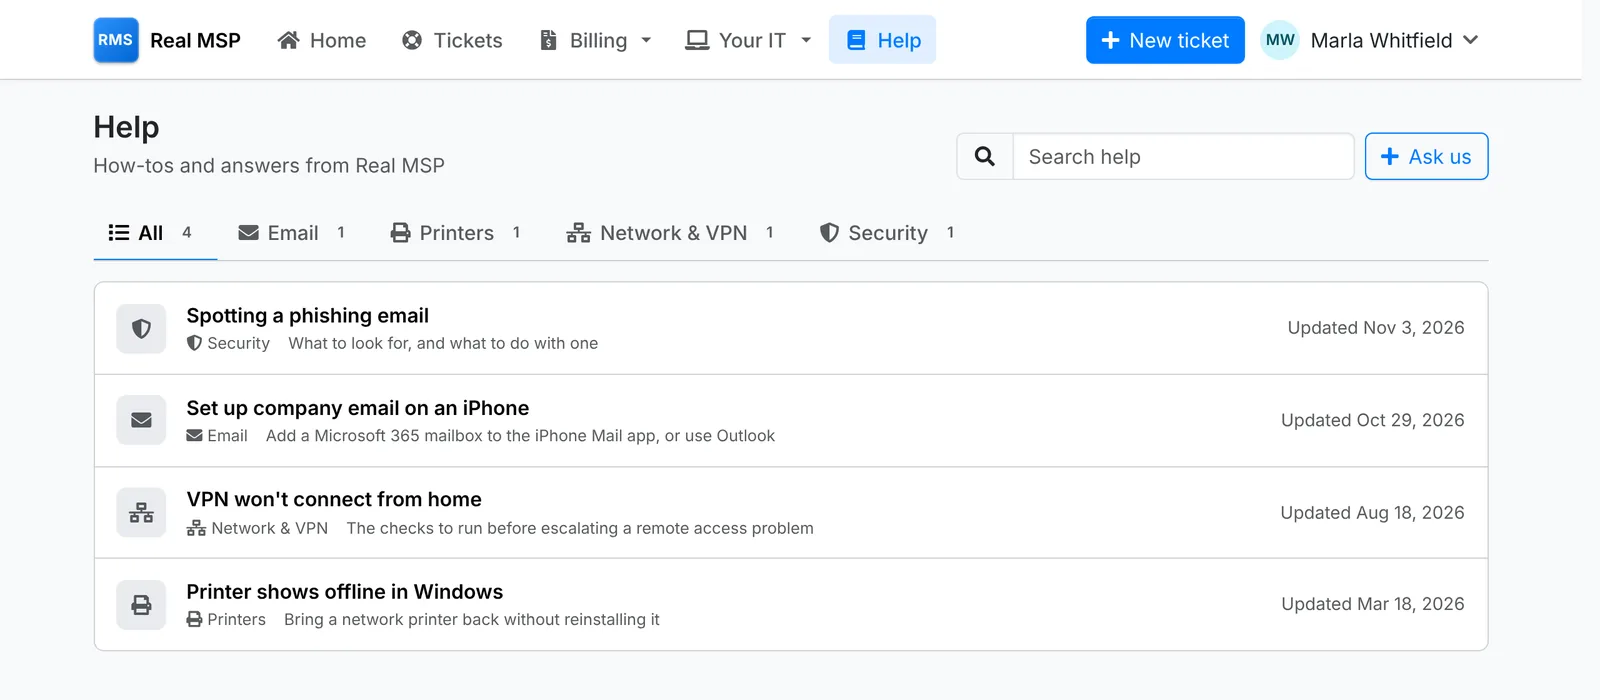 RMS Real MSP Home Tickets Billing Your IT Help + New ticket MW Marla Whitfield
Help
How-tos and answers from Real MSP
Search help
+ Ask us
All 4 Email 1 Printers 1 Network & VPN 1 Security 1
Spotting a phishing email
Security What to look for, and what to do with one
Updated Nov 3, 2026
Set up company email on an iPhone
Email Add a Microsoft 365 mailbox to the iPhone Mail app, or use Outlook
Updated Oct 29, 2026
VPN won't connect from home
Network & VPN The checks to run before escalating a remote access problem
Updated Aug 18, 2026
Printer shows offline in Windows
Printers Bring a network printer back without reinstalling it
Updated Mar 18, 2026